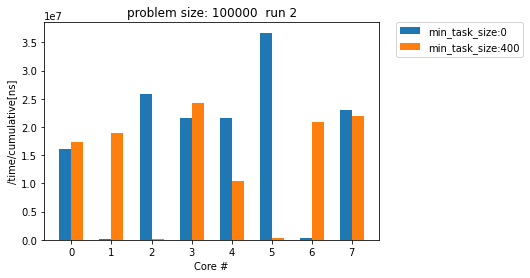 problem size: 100000  run 2
1e7
min_task_size:0
min_task_size:400
/time/cumulative[ns]
3.5
3.0
2.5
2.0
1.5
1.0
0.5
0.0
0 1 2 3 4 5 6 7
Core #